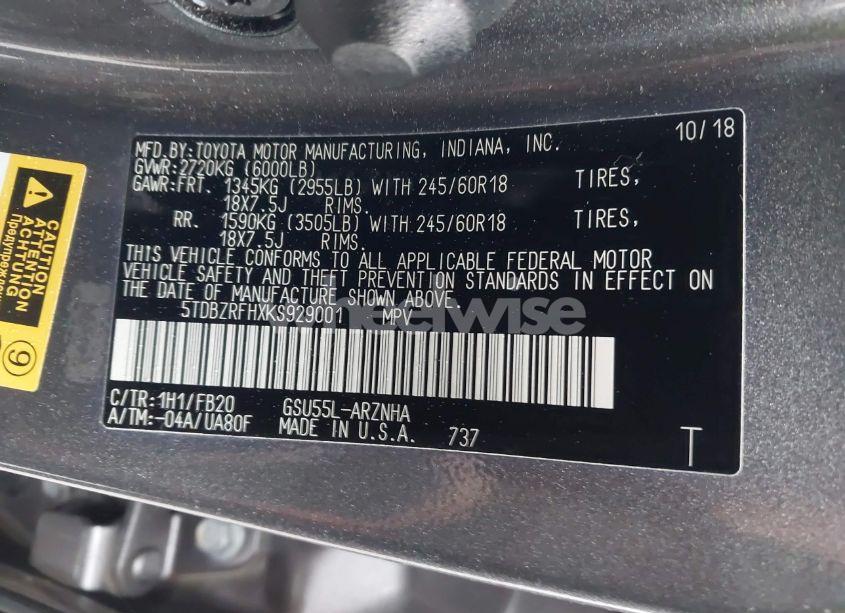 10/18
MFD.BY:TOYOTA MOTOR MANUFACTURING, INDIANA, INC.
GVWR:2720KG (6000LB)
GAWR:FRT. 1345KG (2955LB) WITH 245/60R18 TIRES,
18X7.5J RIMS.
RR. 1590KG (3505LB) WITH 245/60R18 TIRES,
18X7.5J RIMS.
THIS VEHICLE CONFORMS TO ALL APPLICABLE FEDERAL MOTOR
VEHICLE SAFETY AND THEFT PREVENTION STANDARDS IN EFFECT ON
THE DATE OF MANUFACTURE SHOWN ABOVE.
5TDBZRFHXKS929001 MPV
C/TR:1H1/FB20 GSU55L-ARZNHA
A/TM:-04A/UA80F MADE IN U.S.A. 737
T
CAUTION
ATTENTION
ACHTUNG
9
wheelwise